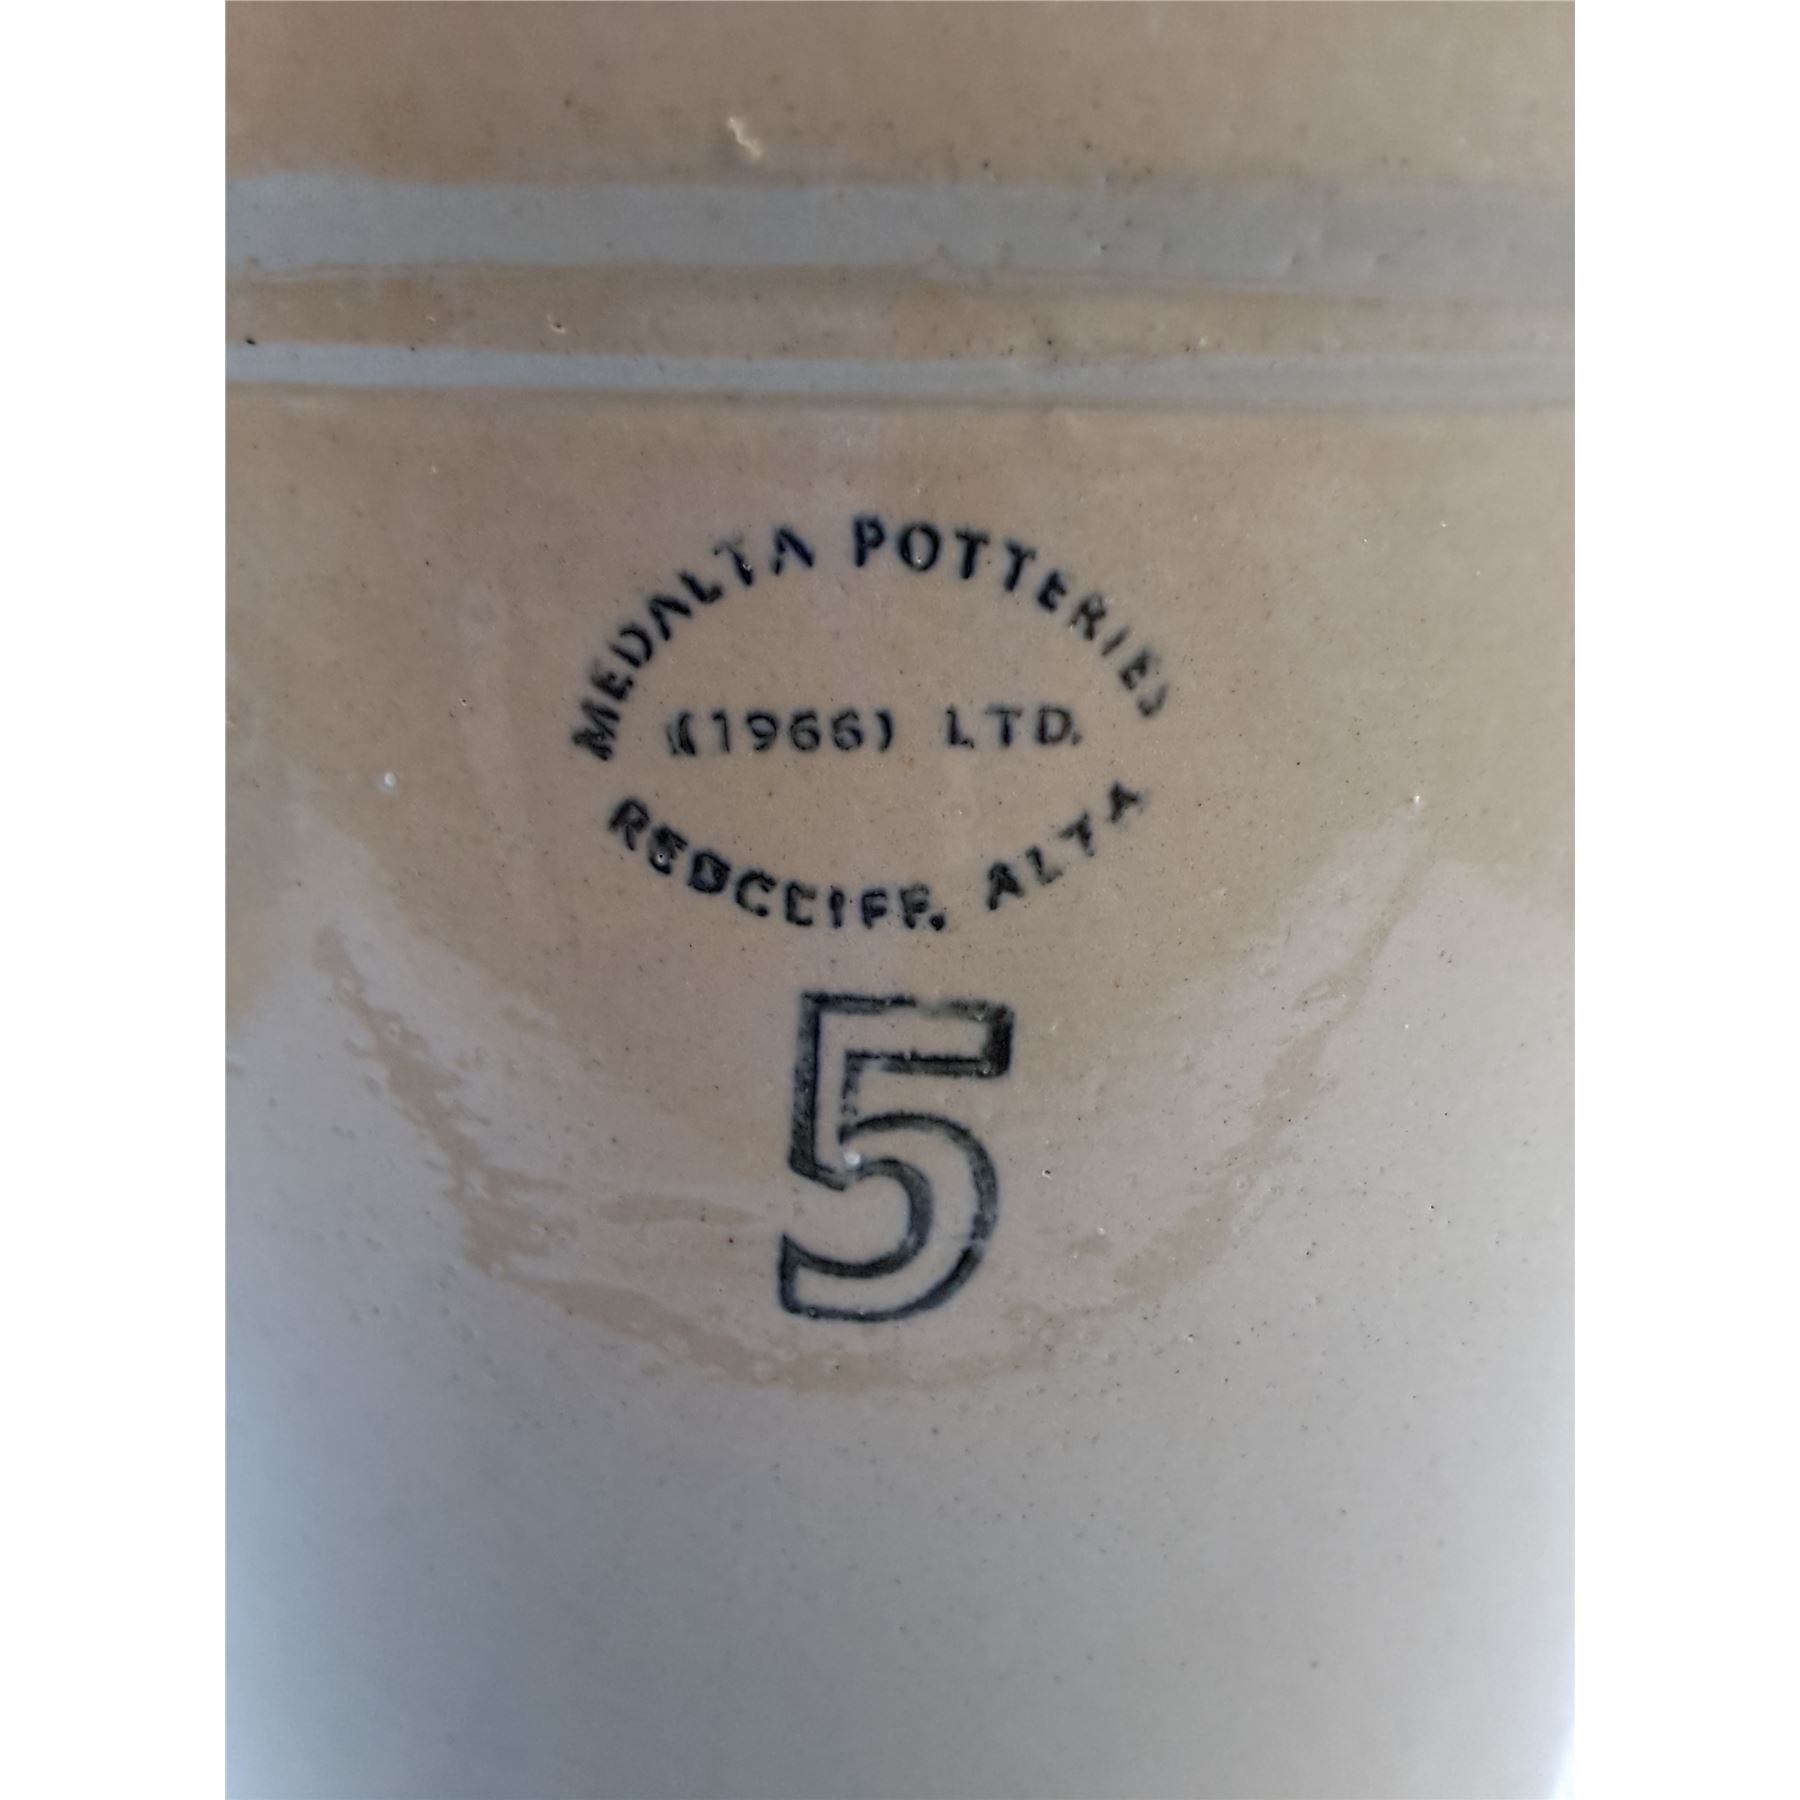 MEDALTA POTTERIES
(1966) LTD.
REDCLIFF, ALTA
5